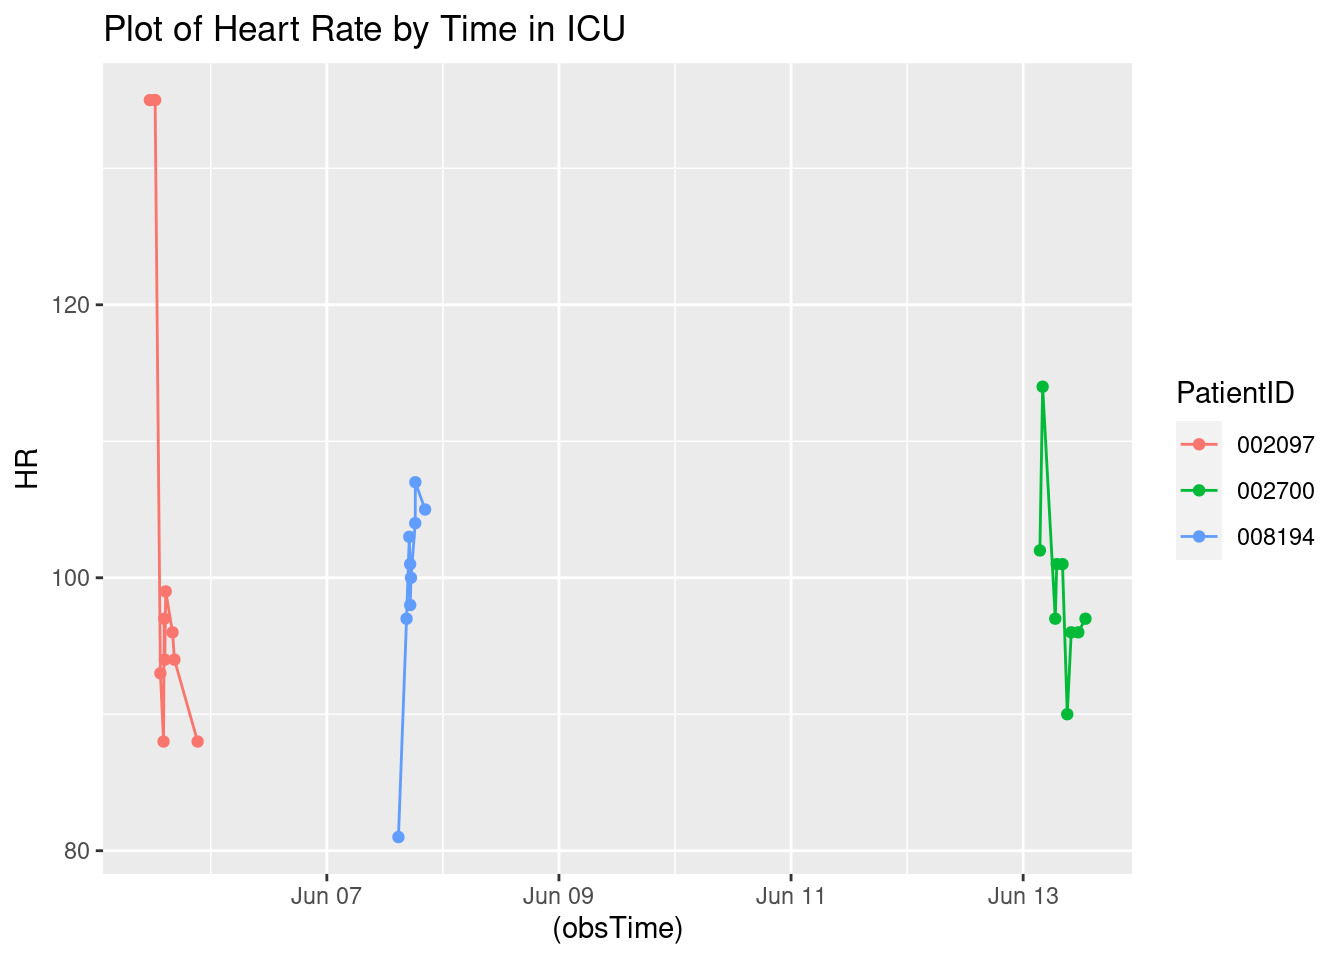 Plot of Heart Rate by Time in ICU
HR
120
100
80
Jun 07 Jun 09 Jun 11 Jun 13
(obsTime)
PatientID
002097
002700
008194